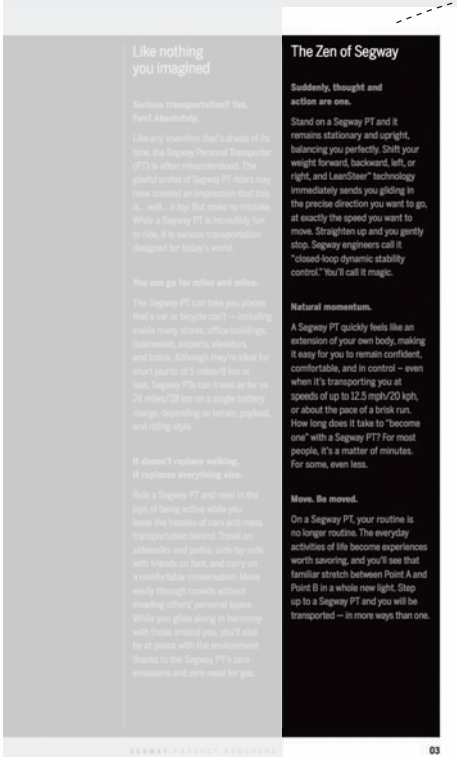 Like nothing
you imagined
Serious transportation? Yes.
Fun? Absolutely.
Like any invention that's ahead of its
time, the Segway Personal Transporter
(PT) is often misunderstood. The
gleeful smiles of Segway PT riders may
have created an impression that this
is... well... a toy. But make no mistake.
While a Segway PT is incredibly fun
to ride, it is serious transportation
designed for today's world.
You can go for miles and miles.
The Segway PT can take you places
that a car or bicycle can't — including
inside many stores, office buildings,
businesses, airports, elevators,
and trains. Although they're ideal for
short jaunts of 5 miles/8 km or
less, Segway PTs can travel as far as
24 miles/38 km on a single battery
charge, depending on terrain, payload,
and riding style.
It doesn't replace walking.
It replaces everything else.
Ride a Segway PT and revel in the
joys of being active while you
leave the hassles of cars and mass
transportation behind. Travel on
sidewalks and paths, side-by-side
with friends on foot, and carry on
a comfortable conversation. Move
easily through crowds without
invading others' personal space.
While you glide along in harmony
with those around you, you'll also
be at peace with the environment
thanks to the Segway PT's zero
emissions and zero need for gas.
The Zen of Segway
Suddenly, thought and
action are one.
Stand on a Segway PT and it
remains stationary and upright,
balancing you perfectly. Shift your
weight forward, backward, left, or
right, and LeanSteer™ technology
immediately sends you gliding in
the precise direction you want to go,
at exactly the speed you want to
move. Straighten up and you gently
stop. Segway engineers call it
"closed-loop dynamic stability
control." You'll call it magic.
Natural momentum.
A Segway PT quickly feels like an
extension of your own body, making
it easy for you to remain confident,
comfortable, and in control – even
when it's transporting you at
speeds of up to 12.5 mph/20 kph,
or about the pace of a brisk run.
How long does it take to "become
one" with a Segway PT? For most
people, it's a matter of minutes.
For some, even less.
Move. Be moved.
On a Segway PT, your routine is
no longer routine. The everyday
activities of life become experiences
worth savoring, and you'll see that
familiar stretch between Point A and
Point B in a whole new light. Step
up to a Segway PT and you will be
transported — in more ways than one.
SEGWAY PRODUCT BROCHURE
03